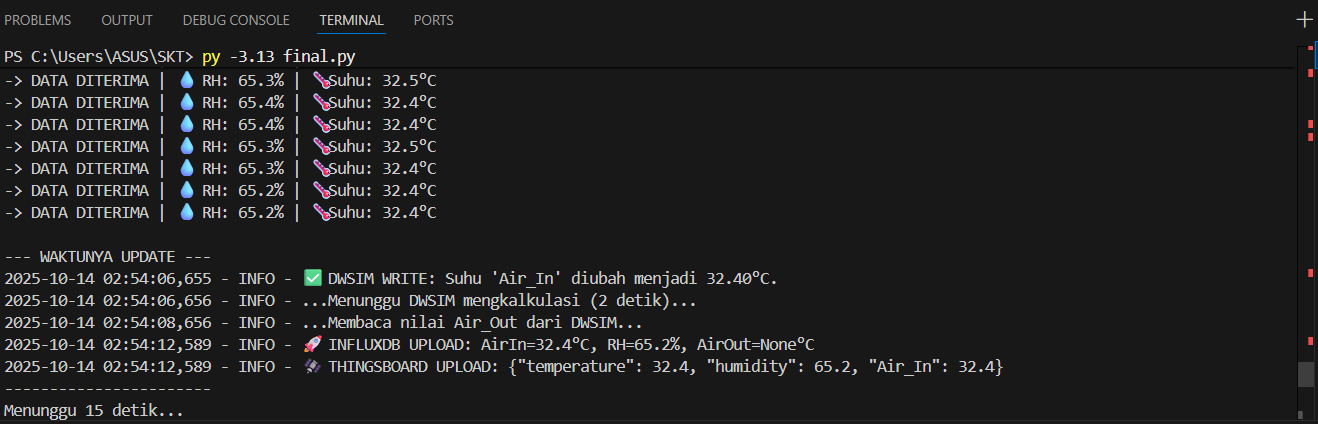 PROBLEMS OUTPUT DEBUG CONSOLE TERMINAL PORTS
PS C:\Users\ASUS\SKT> py -3.13 final.py
-> DATA DITERIMA | 💧 RH: 65.3% | 🌡️Suhu: 32.5°C
-> DATA DITERIMA | 💧 RH: 65.4% | 🌡️Suhu: 32.4°C
-> DATA DITERIMA | 💧 RH: 65.4% | 🌡️Suhu: 32.4°C
-> DATA DITERIMA | 💧 RH: 65.3% | 🌡️Suhu: 32.5°C
-> DATA DITERIMA | 💧 RH: 65.3% | 🌡️Suhu: 32.4°C
-> DATA DITERIMA | 💧 RH: 65.2% | 🌡️Suhu: 32.4°C
-> DATA DITERIMA | 💧 RH: 65.2% | 🌡️Suhu: 32.4°C
--- WAKTUNYA UPDATE ---
2025-10-14 02:54:06,655 - INFO - ✅ DWSIM WRITE: Suhu 'Air_In' diubah menjadi 32.40°C.
2025-10-14 02:54:06,656 - INFO - ...Menunggu DWSIM mengkalkulasi (2 detik)...
2025-10-14 02:54:08,656 - INFO - ...Membaca nilai Air_Out dari DWSIM...
2025-10-14 02:54:12,589 - INFO - 🚀 INFLUXDB UPLOAD: AirIn=32.4°C, RH=65.2%, AirOut=None°C
2025-10-14 02:54:12,589 - INFO - 🛰️ THINGSBOARD UPLOAD: {"temperature": 32.4, "humidity": 65.2, "Air_In": 32.4}
-----------------------
Menunggu 15 detik...